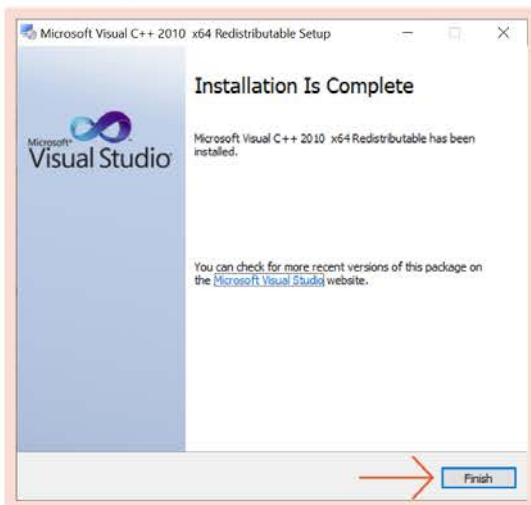 Microsoft Visual C++ 2010 x64 Redistributable Setup
Installation Is Complete
Microsoft®
Visual Studio®
Microsoft Visual C++ 2010 x64 Redistributable has been
installed.
You can check for more recent versions of this package on
the Microsoft Visual Studio website.
Finish